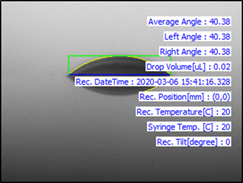 Average Angle : 40.38
Left Angle : 40.38
Right Angle : 40.38
Drop Volume[uL] : 0.02
Rec. DateTime : 2020-03-06 15:41:16.328
Rec. Position[mm] : (0,0)
Rec. Temperature[C] : 20
Syringe Temp. [C] : 20
Rec. Tilt[degree] : 0